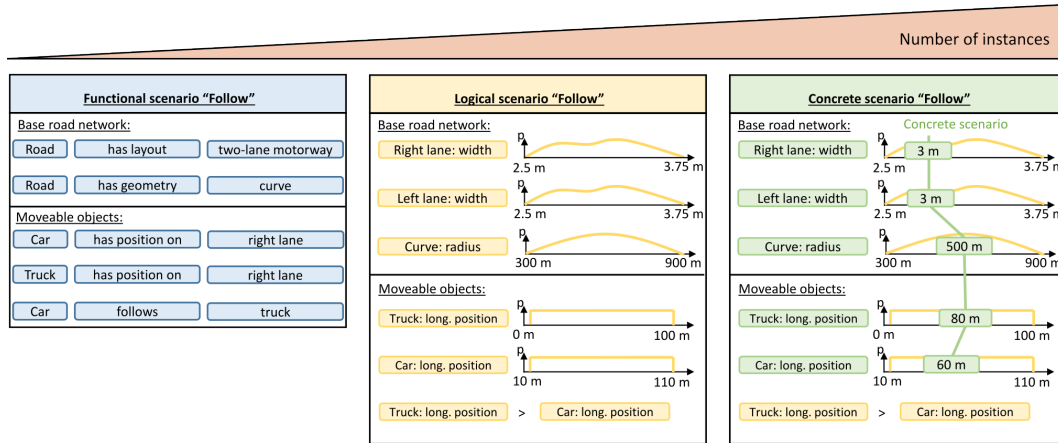 Number of instances
Functional scenario “Follow”
Base road network:
Road has layout two-lane motorway
Road has geometry curve
Moveable objects:
Car has position on right lane
Truck has position on right lane
Car follows truck
Logical scenario “Follow”
Base road network:
Right lane: width
p
2.5 m 3.75 m
Left lane: width
p
2.5 m 3.75 m
Curve: radius
p
300 m 900 m
Moveable objects:
Truck: long. position
p
0 m 100 m
Car: long. position
p
10 m 110 m
Truck: long. position > Car: long. position
Concrete scenario “Follow”
Base road network:
Concrete scenario
Right lane: width
p
3 m
2.5 m 3.75 m
Left lane: width
p
3 m
2.5 m 3.75 m
Curve: radius
p
500 m
300 m 900 m
Moveable objects:
Truck: long. position
p
80 m
0 m 100 m
Car: long. position
p
60 m
10 m 110 m
Truck: long. position > Car: long. position